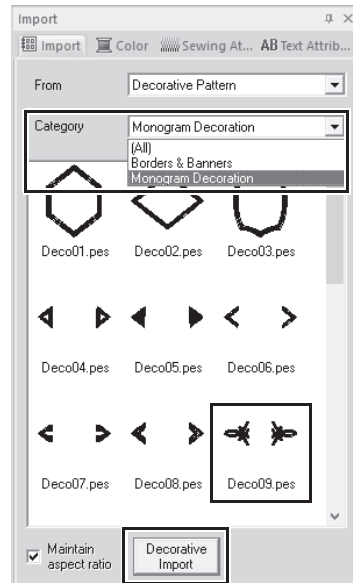 Import
Import Color Sewing At... AB Text Attrib...
From Decorative Pattern
Category Monogram Decoration
(All)
Borders & Banners
Monogram Decoration
Deco01.pes Deco02.pes Deco03.pes
Deco04.pes Deco05.pes Deco06.pes
Deco07.pes Deco08.pes Deco09.pes
Maintain
aspect ratio
Decorative
Import